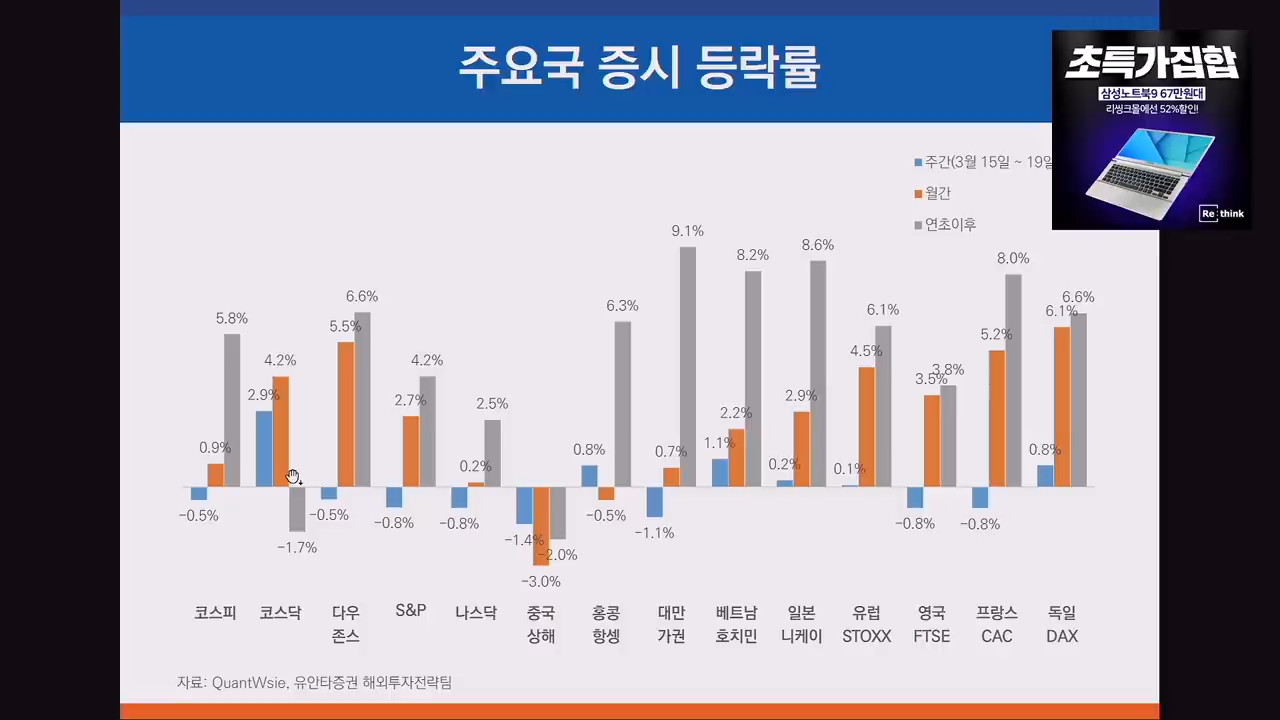 주요국 증시 등락률
초특가집합
삼성노트북9 67만원대
리씽크몰에선 52%할인!
Re:think
주간(3월 15일 ~ 19일
월간
연초이후
-0.5%
0.9%
5.8%
2.9%
4.2%
-1.7%
-0.5%
5.5%
6.6%
-0.8%
2.7%
4.2%
-0.8%
0.2%
2.5%
-1.4%
-3.0%
-2.0%
0.8%
-0.5%
6.3%
-1.1%
0.7%
9.1%
1.1%
2.2%
8.2%
0.2%
2.9%
8.6%
0.1%
4.5%
6.1%
-0.8%
3.5%
3.8%
-0.8%
5.2%
8.0%
0.8%
6.1%
6.6%
코스피
코스닥
다우
존스
S&P
나스닥
중국
상해
홍콩
항셍
대만
가권
베트남
호치민
일본
니케이
유럽
STOXX
영국
FTSE
프랑스
CAC
독일
DAX
자료: QuantWsie, 유안타증권 해외투자전략팀